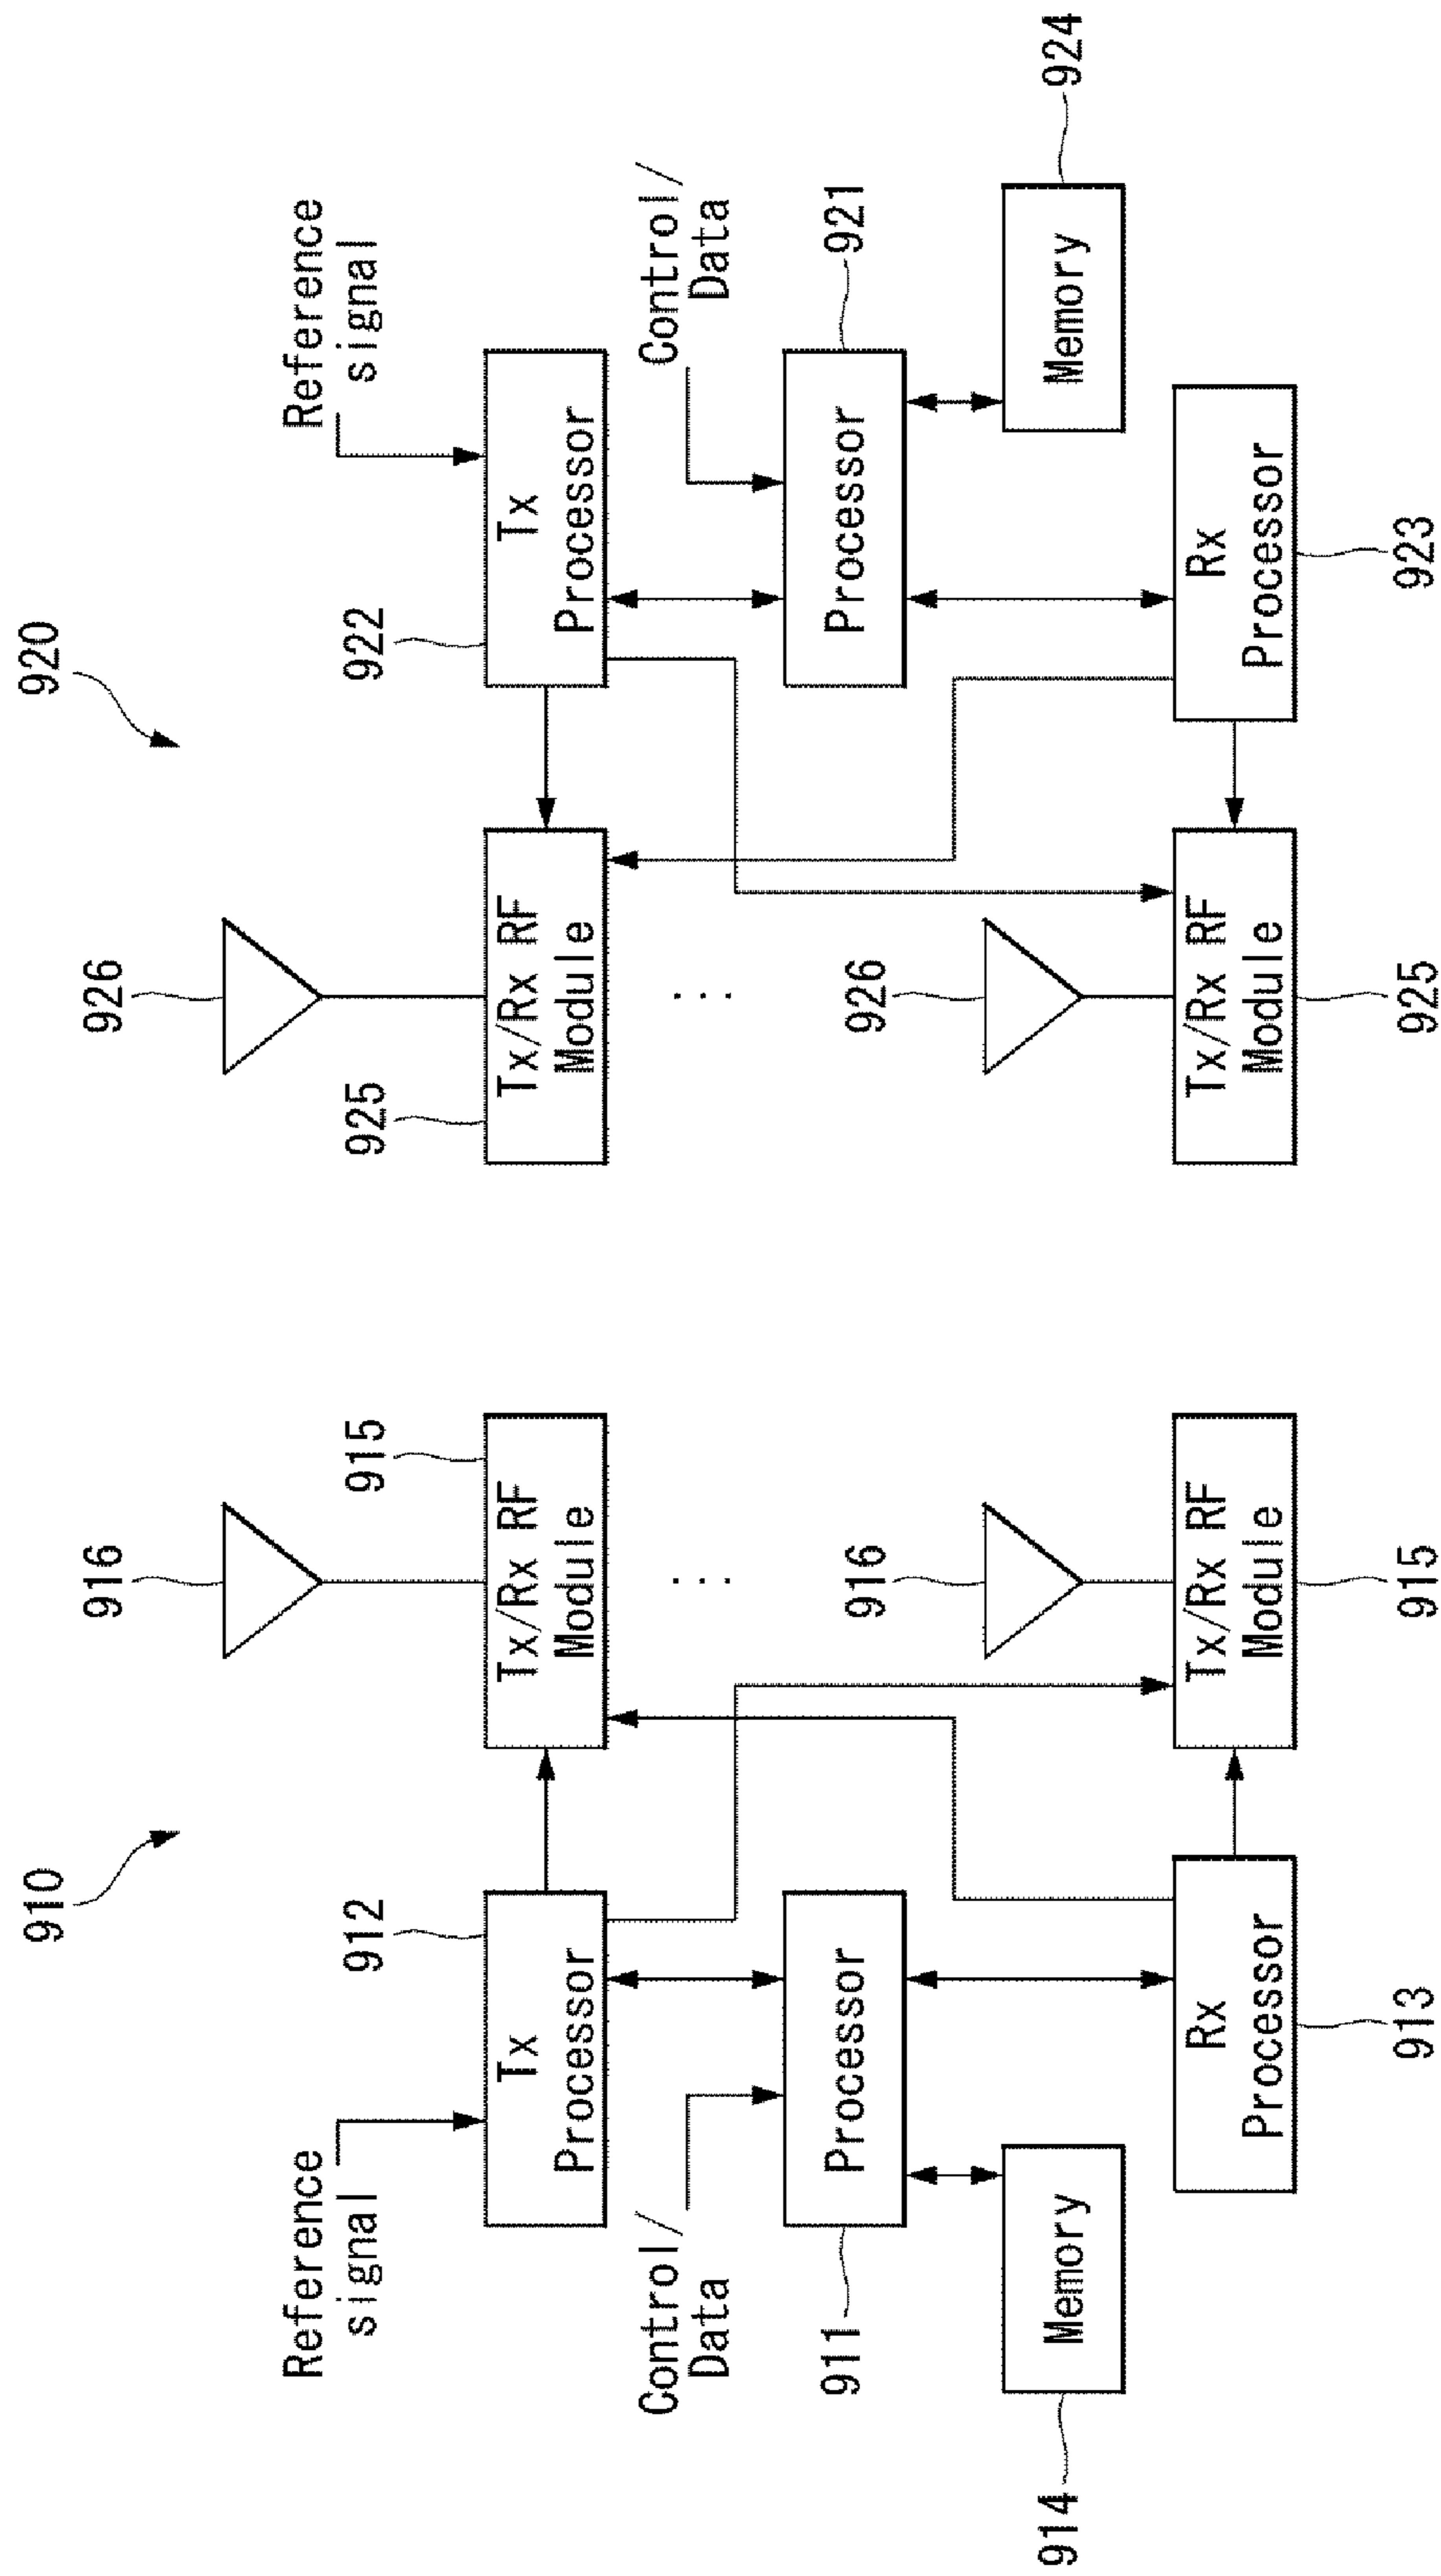 910
920
916
926
Reference
signal
912
915
925
922
Reference
signal
Tx
Processor
Tx/Rx RF
Module
Tx/Rx RF
Module
Tx
Processor
Control/
Data
...
...
Control/
Data
911
Processor
916
926
Processor
921
914
Memory
Memory
924
Rx
Processor
Tx/Rx RF
Module
Tx/Rx RF
Module
Rx
Processor
913
915
925
923